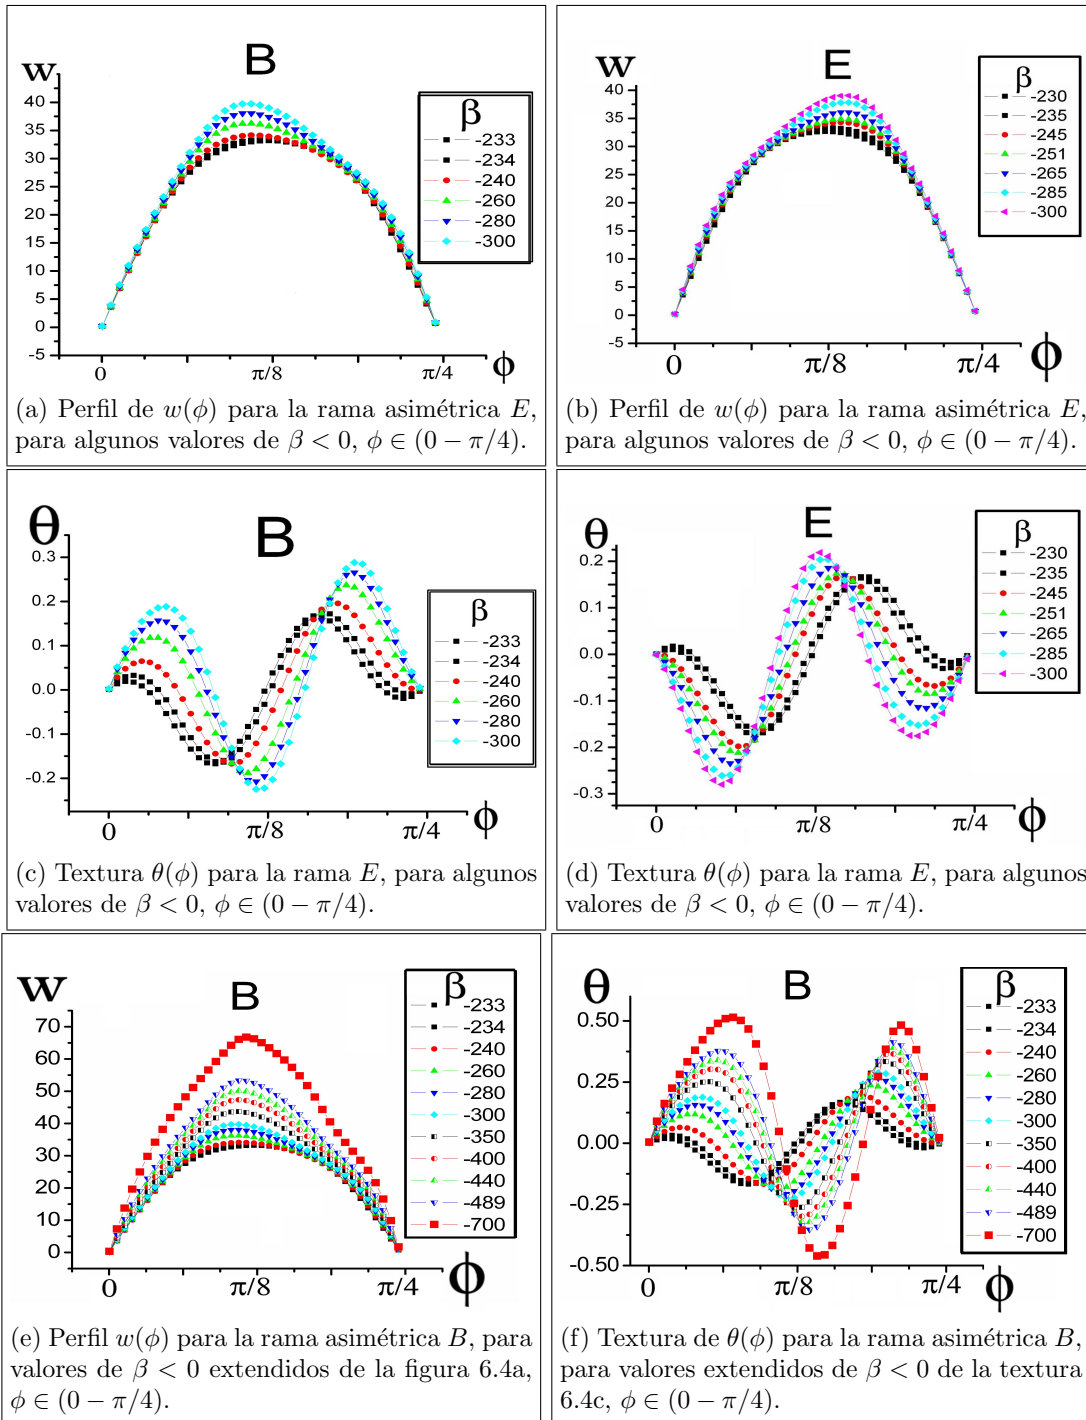 B
w
40
35
30
25
20
15
10
5
0
-5
0
π/8
π/4
ϕ
β
-233
-234
-240
-260
-280
-300
(a) Perfil de w(ϕ) para la rama asimétrica E,
para algunos valores de β < 0, ϕ ∈ (0 − π/4).
E
w
40
35
30
25
20
15
10
5
0
-5
0
π/8
π/4
ϕ
β
-230
-235
-245
-251
-265
-285
-300
(b) Perfil de w(ϕ) para la rama asimétrica E,
para algunos valores de β < 0, ϕ ∈ (0 − π/4).
θ
B
0.3
0.2
0.1
0.0
-0.1
-0.2
0
π/8
π/4
ϕ
β
-233
-234
-240
-260
-280
-300
(c) Textura θ(ϕ) para la rama E, para algunos
valores de β < 0, ϕ ∈ (0 − π/4).
θ
E
0.2
0.1
0.0
-0.1
-0.2
-0.3
0
π/8
π/4
ϕ
β
-230
-235
-245
-251
-265
-285
-300
(d) Textura θ(ϕ) para la rama E, para algunos
valores de β < 0, ϕ ∈ (0 − π/4).
w
B
70
60
50
40
30
20
10
0
0
π/8
π/4
ϕ
β
-233
-234
-240
-260
-280
-300
-350
-400
-440
-489
-700
(e) Perfil w(ϕ) para la rama asimétrica B, para
valores de β < 0 extendidos de la figura 6.4a,
ϕ ∈ (0 − π/4).
θ
B
0.50
0.25
0.00
-0.25
-0.50
0
π/8
π/4
ϕ
β
-233
-234
-240
-260
-280
-300
-350
-400
-440
-489
-700
(f) Textura de θ(ϕ) para la rama asimétrica B,
para valores extendidos de β < 0 de la textura
6.4c, ϕ ∈ (0 − π/4).